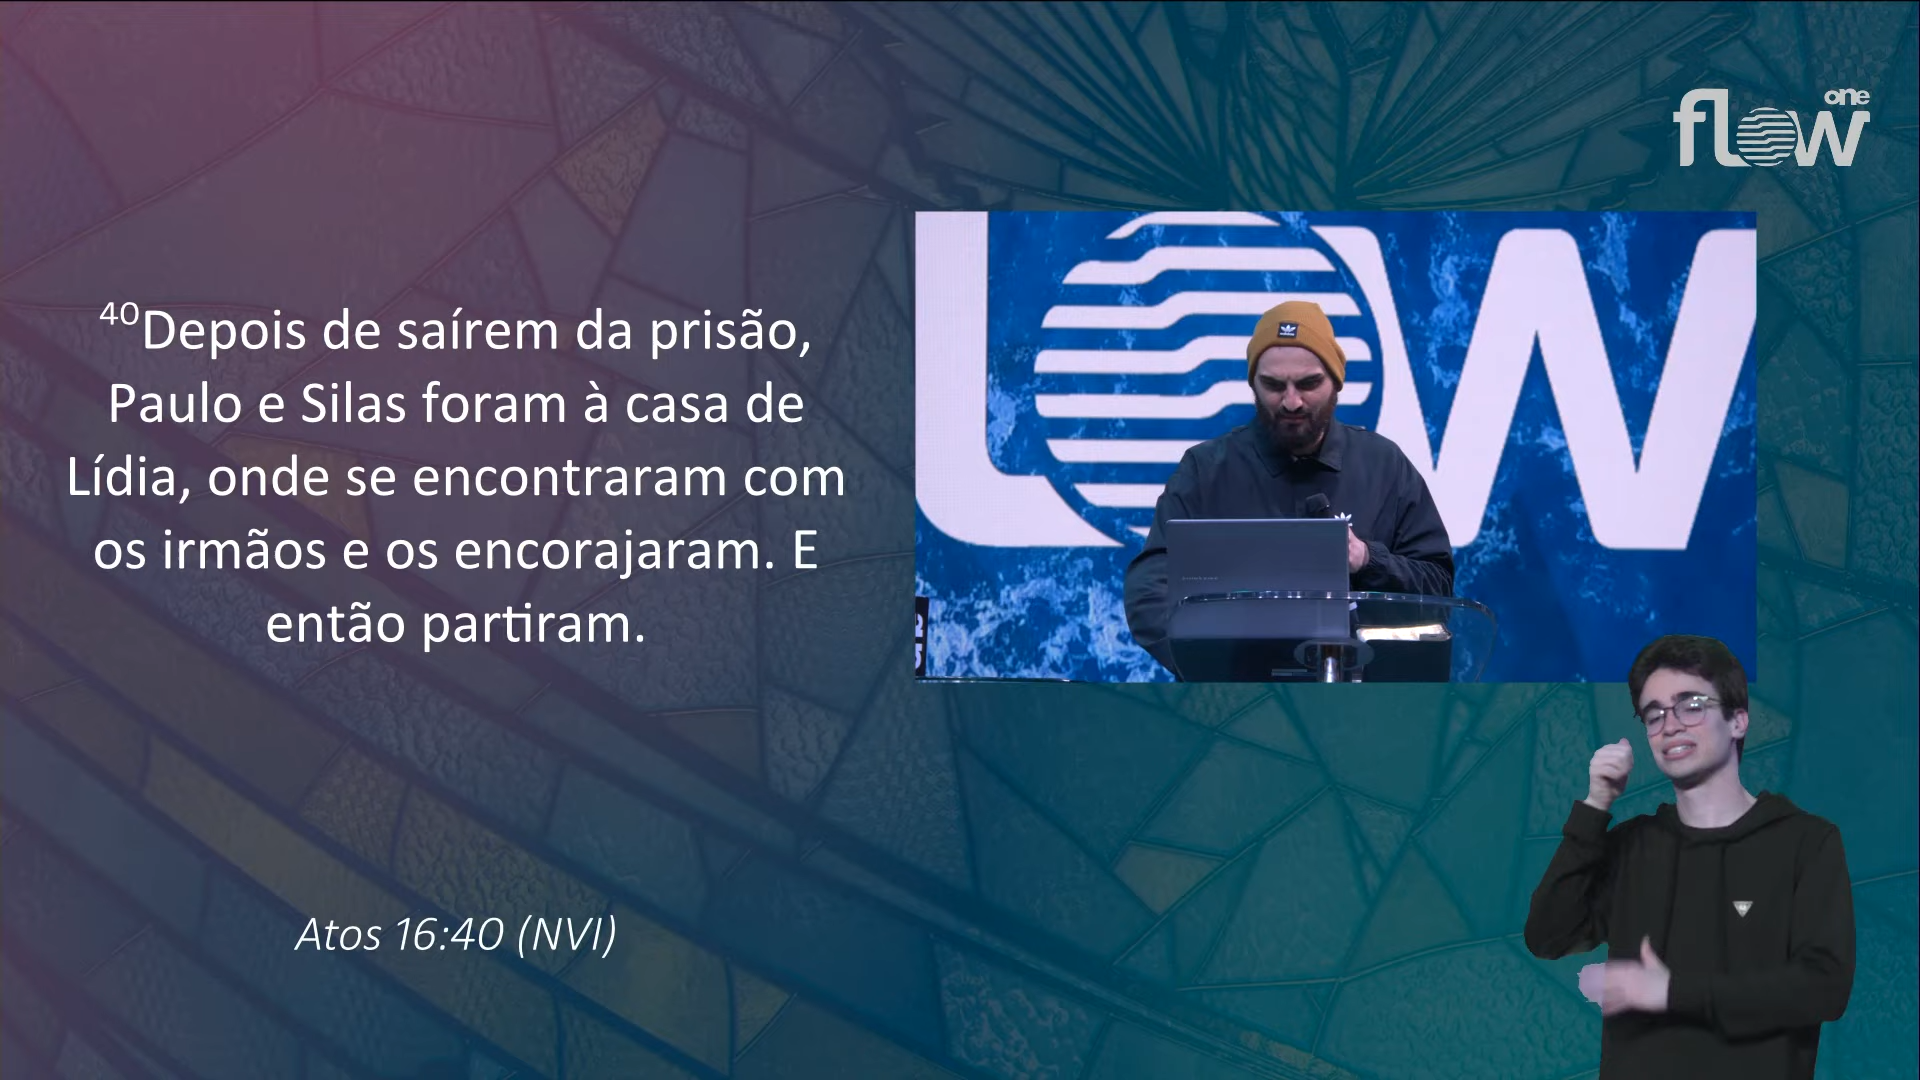 one
flow
LOW
⁴⁰Depois de saírem da prisão,
Paulo e Silas foram à casa de
Lídia, onde se encontraram com
os irmãos e os encorajaram. E
então partiram.
Atos 16:40 (NVI)